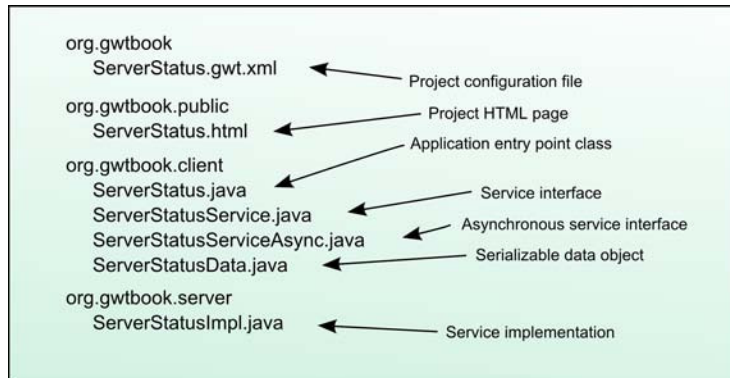 org.gwtbook
ServerStatus.gwt.xml
Project configuration file
org.gwtbook.public
Project HTML page
ServerStatus.html
Application entry point class
org.gwtbook.client
ServerStatus.java
Service interface
ServerStatusService.java
Asynchronous service interface
ServerStatusServiceAsync.java
Serializable data object
ServerStatusData.java
org.gwtbook.server
ServerStatusImpl.java
Service implementation